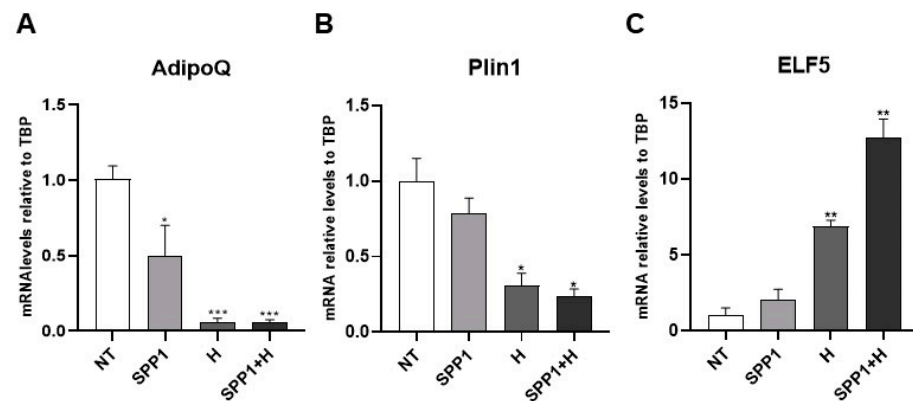 A
AdipoQ
mRNAlevels relative to TBP
1.5
1.0
0.5
0.0
*
***
***
NT
SPP1
H
SPP1+H
B
Plin1
mRNA relative levels to TBP
1.5
1.0
0.5
0.0
*
*
NT
SPP1
H
SPP1+H
C
ELF5
mRNA relative levels to TBP
15
10
5
0
**
**
NT
SPP1
H
SPP1+H